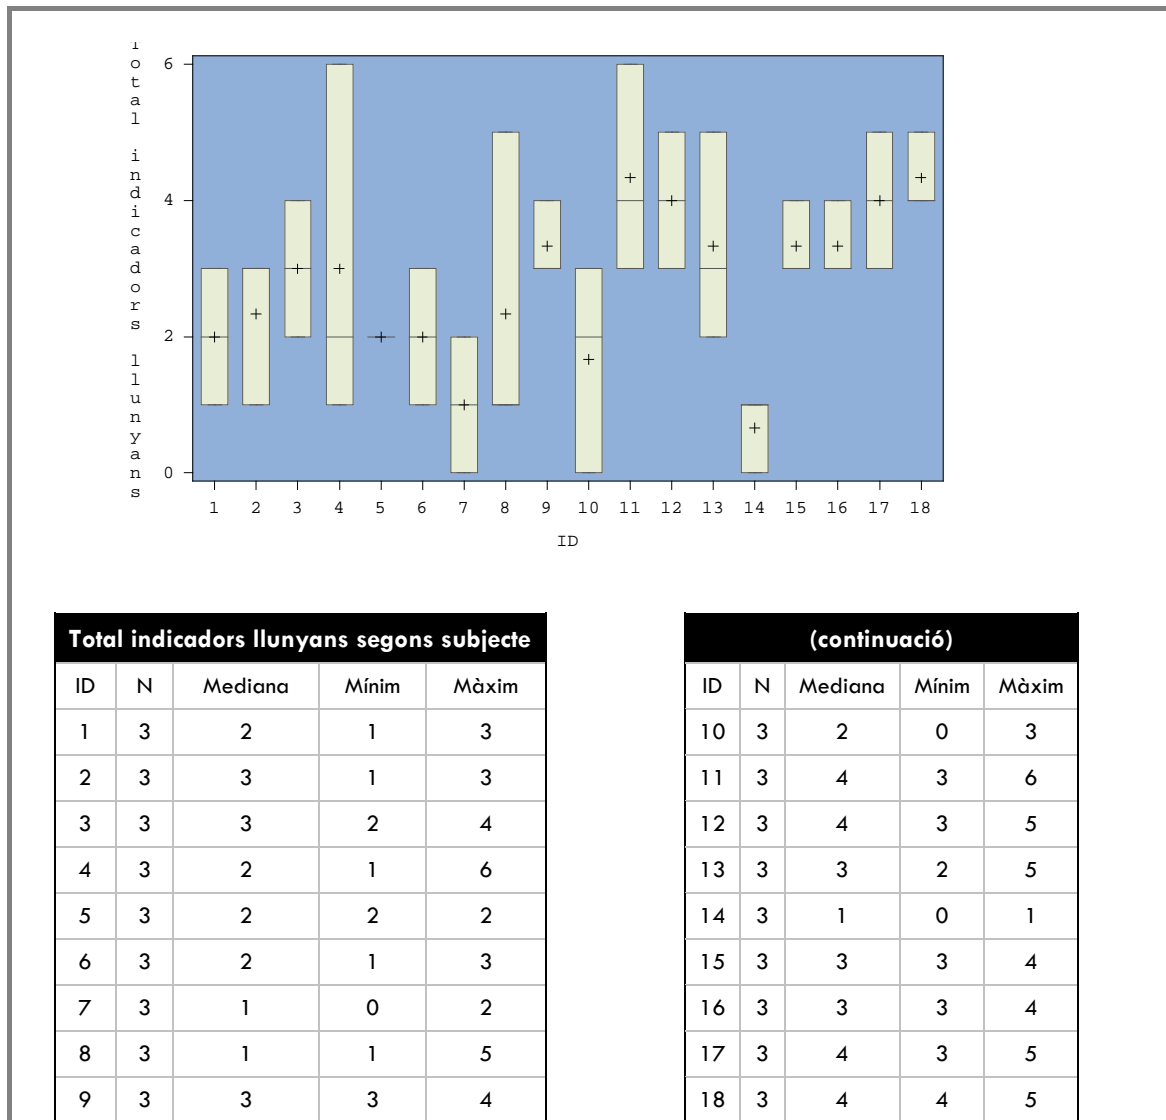 Total indicadors llunyans
6
4
2
0
1 2 3 4 5 6 7 8 9 10 11 12 13 14 15 16 17 18
ID
Total indicadors llunyans segons subjecte
ID N Mediana Mínim Màxim
1 3 2 1 3
2 3 3 1 3
3 3 3 2 4
4 3 2 1 6
5 3 2 2 2
6 3 2 1 3
7 3 1 0 2
8 3 1 1 5
9 3 3 3 4
(continuació)
ID N Mediana Mínim Màxim
10 3 2 0 3
11 3 4 3 6
12 3 4 3 5
13 3 3 2 5
14 3 1 0 1
15 3 3 3 4
16 3 3 3 4
17 3 4 3 5
18 3 4 4 5